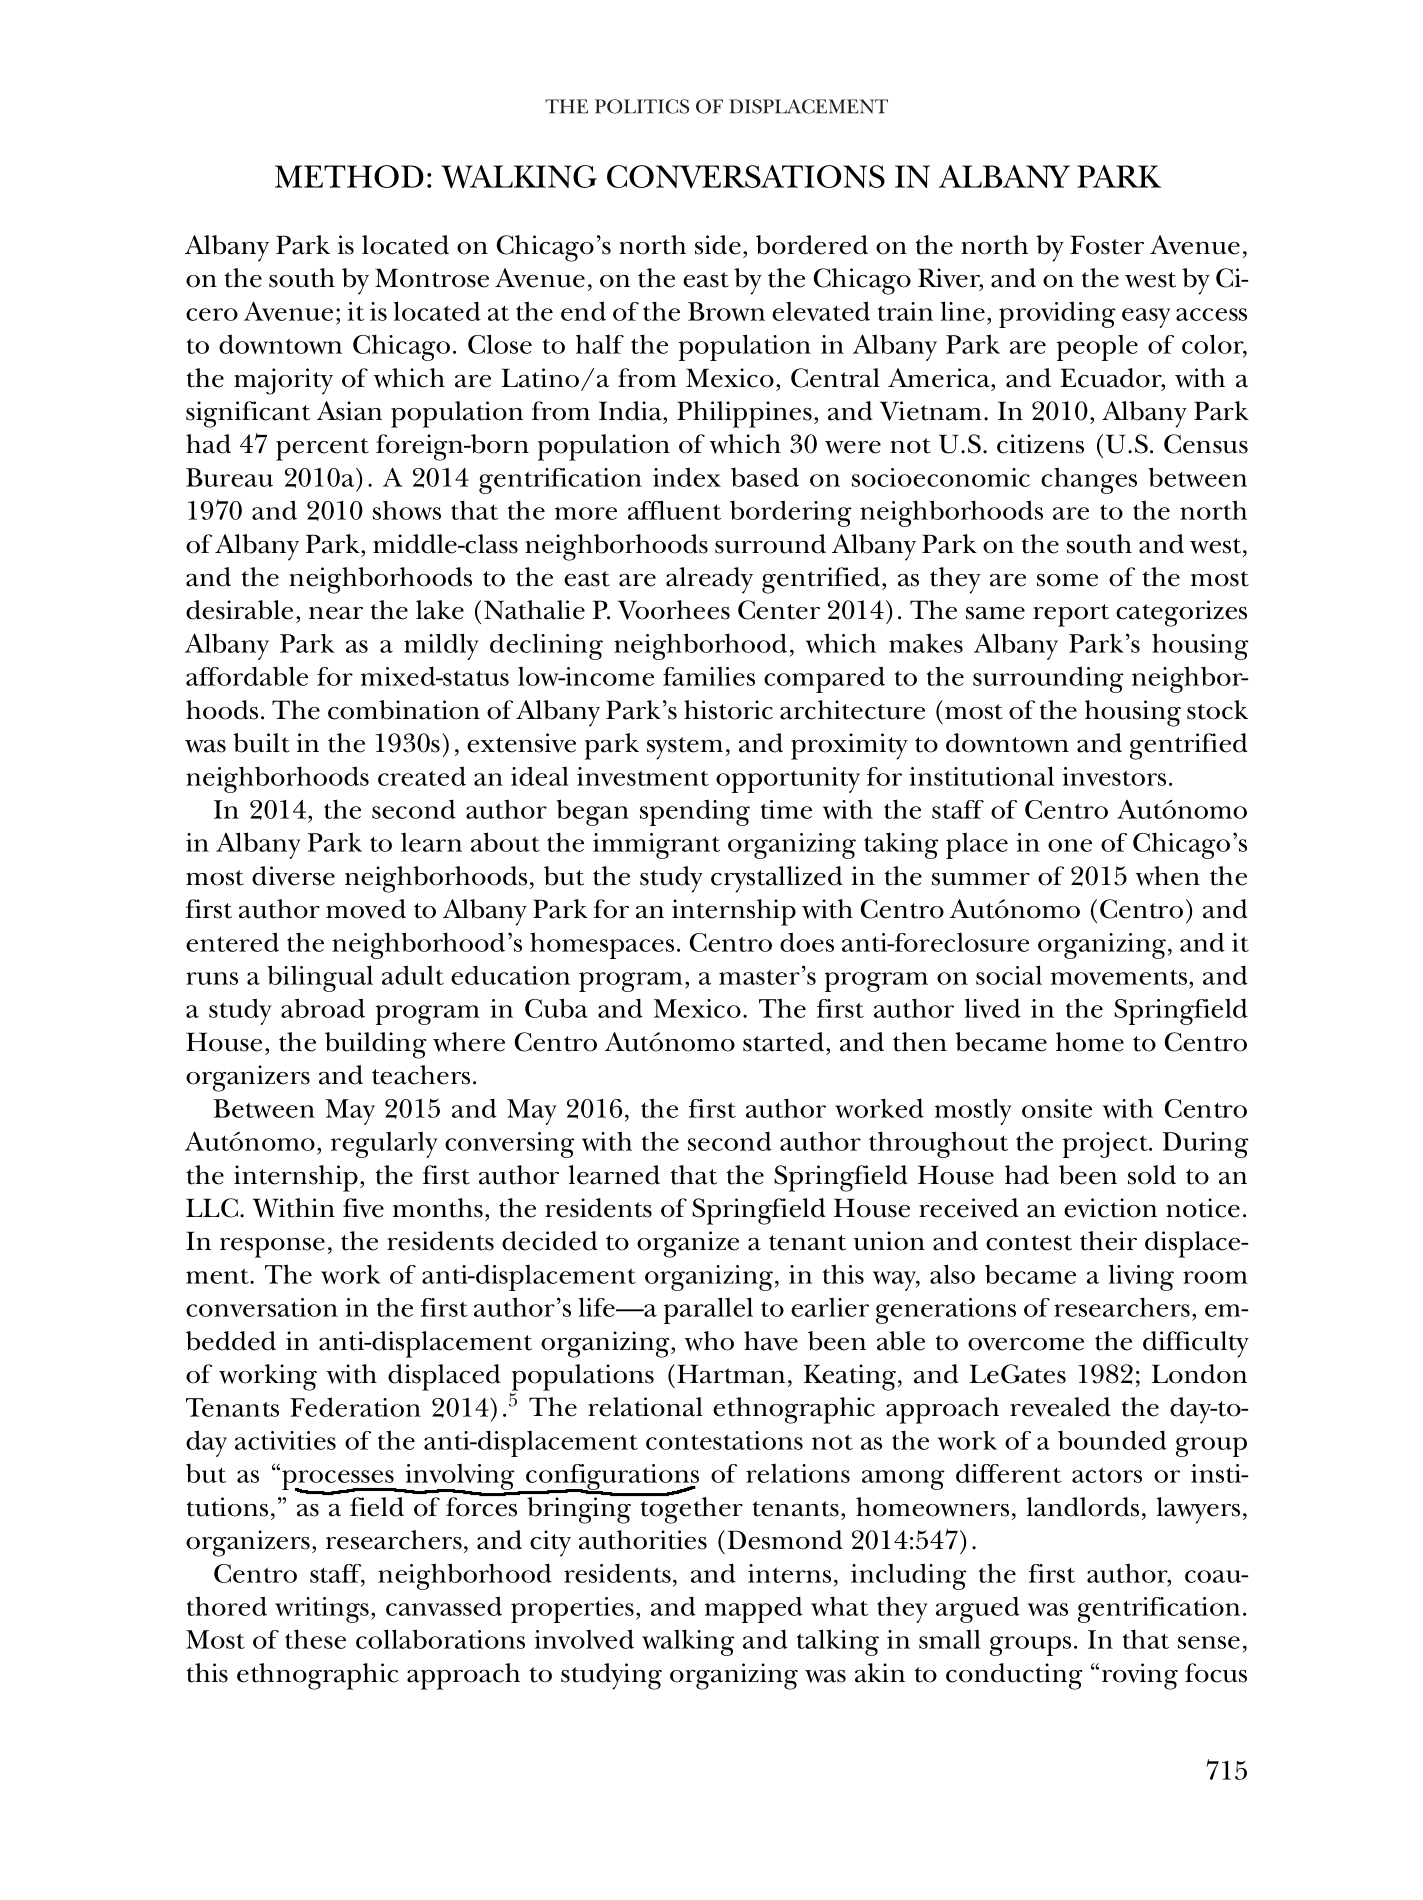 THE POLITICS OF DISPLACEMENT
METHOD: WALKING CONVERSATIONS IN ALBANY PARK
Albany Park is located on Chicago’s north side, bordered on the north by Foster Avenue,
on the south by Montrose Avenue, on the east by the Chicago River, and on the west by Ci-
cero Avenue; it is located at the end of the Brown elevated train line, providing easy access
to downtown Chicago. Close to half the population in Albany Park are people of color,
the majority of which are Latino/a from Mexico, Central America, and Ecuador, with a
significant Asian population from India, Philippines, and Vietnam. In 2010, Albany Park
had 47 percent foreign-born population of which 30 were not U.S. citizens (U.S. Census
Bureau 2010a). A 2014 gentrification index based on socioeconomic changes between
1970 and 2010 shows that the more affluent bordering neighborhoods are to the north
of Albany Park, middle-class neighborhoods surround Albany Park on the south and west,
and the neighborhoods to the east are already gentrified, as they are some of the most
desirable, near the lake (Nathalie P. Voorhees Center 2014). The same report categorizes
Albany Park as a mildly declining neighborhood, which makes Albany Park’s housing
affordable for mixed-status low-income families compared to the surrounding neighbor-
hoods. The combination of Albany Park’s historic architecture (most of the housing stock
was built in the 1930s), extensive park system, and proximity to downtown and gentrified
neighborhoods created an ideal investment opportunity for institutional investors.
In 2014, the second author began spending time with the staff of Centro Autónomo
in Albany Park to learn about the immigrant organizing taking place in one of Chicago’s
most diverse neighborhoods, but the study crystallized in the summer of 2015 when the
first author moved to Albany Park for an internship with Centro Autónomo (Centro) and
entered the neighborhood’s homespaces. Centro does anti-foreclosure organizing, and it
runs a bilingual adult education program, a master’s program on social movements, and
a study abroad program in Cuba and Mexico. The first author lived in the Springfield
House, the building where Centro Autónomo started, and then became home to Centro
organizers and teachers.
Between May 2015 and May 2016, the first author worked mostly onsite with Centro
Autónomo, regularly conversing with the second author throughout the project. During
the internship, the first author learned that the Springfield House had been sold to an
LLC. Within five months, the residents of Springfield House received an eviction notice.
In response, the residents decided to organize a tenant union and contest their displace-
ment. The work of anti-displacement organizing, in this way, also became a living room
conversation in the first author’s life—a parallel to earlier generations of researchers, em-
bedded in anti-displacement organizing, who have been able to overcome the difficulty
of working with displaced populations (Hartman, Keating, and LeGates 1982; London
Tenants Federation 2014).⁵ The relational ethnographic approach revealed the day-to-
day activities of the anti-displacement contestations not as the work of a bounded group
but as “processes involving configurations of relations among different actors or insti-
tutions,” as a field of forces bringing together tenants, homeowners, landlords, lawyers,
organizers, researchers, and city authorities (Desmond 2014:547).
Centro staff, neighborhood residents, and interns, including the first author, coau-
thored writings, canvassed properties, and mapped what they argued was gentrification.
Most of these collaborations involved walking and talking in small groups. In that sense,
this ethnographic approach to studying organizing was akin to conducting “roving focus
715